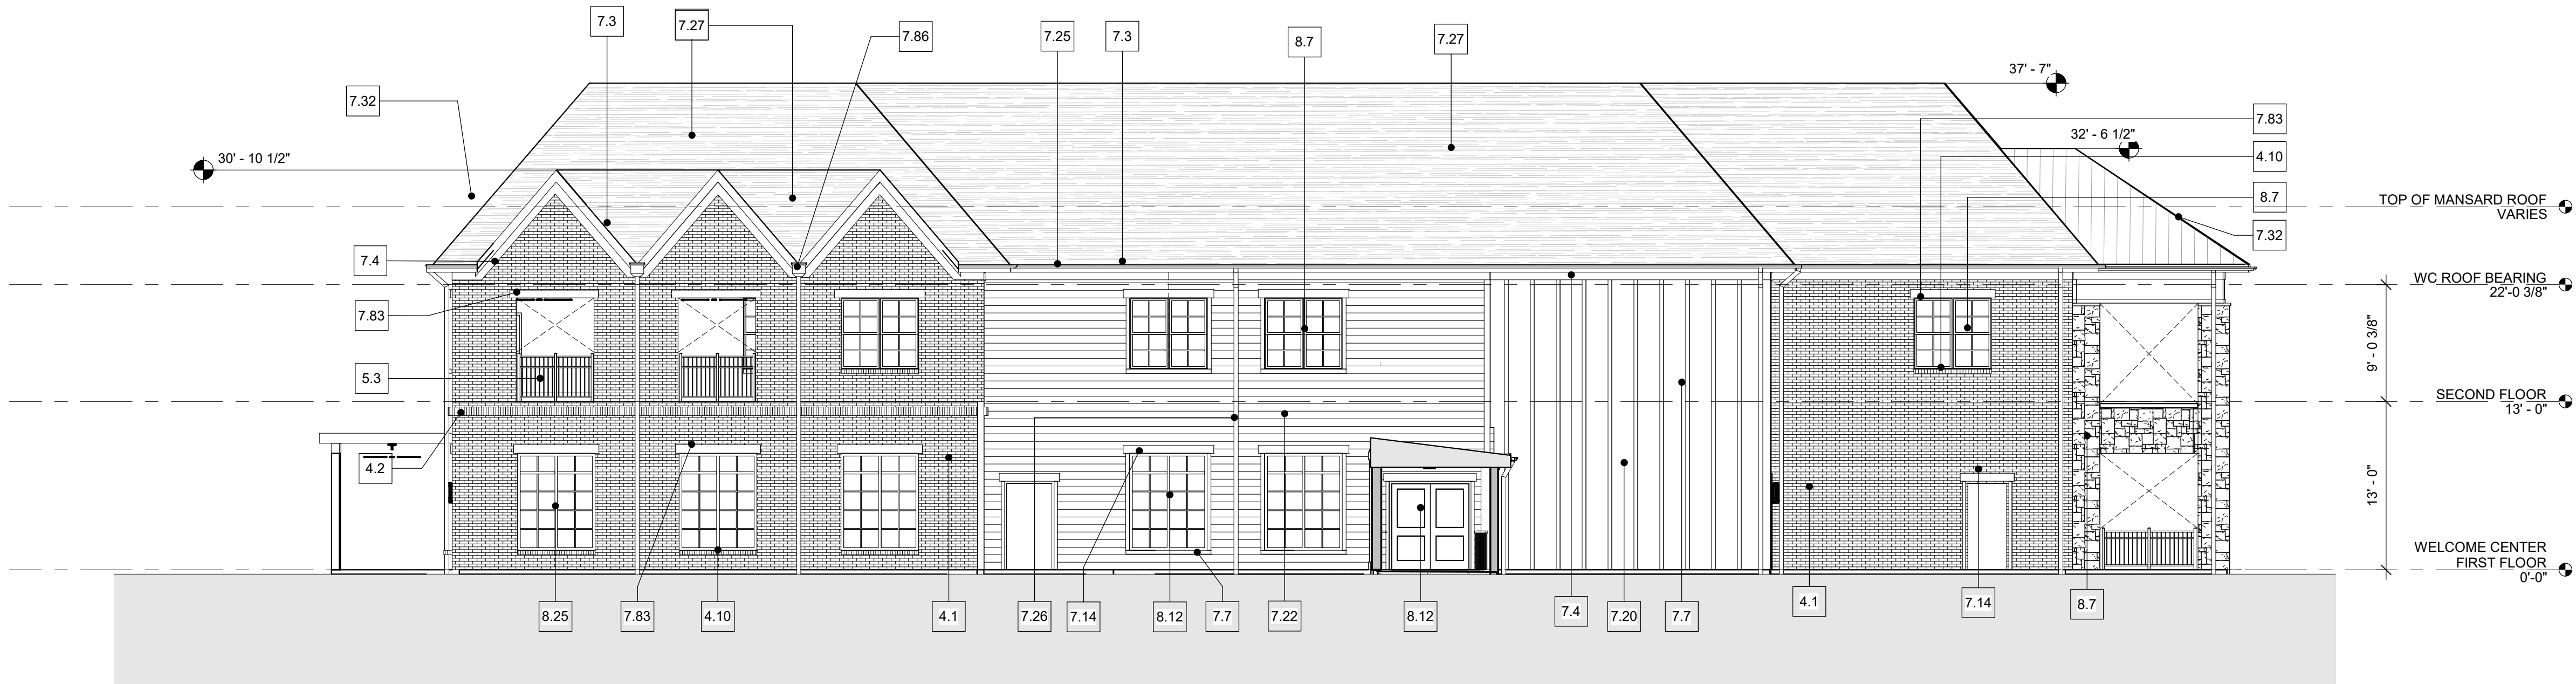 7.3
7.27
7.86
7.25
7.3
8.7
7.27
37' - 7"
7.32
7.83
32' - 6 1/2"
30' - 10 1/2"
4.10
8.7
TOP OF MANSARD ROOF
VARIES
7.32
7.4
WC ROOF BEARING
22'-0 3/8"
7.83
9' - 0 3/8"
5.3
SECOND FLOOR
13' - 0"
4.2
13' - 0"
WELCOME CENTER
FIRST FLOOR
0'-0"
8.25
7.83
4.10
4.1
7.26
7.14
8.12
7.7
7.22
8.12
7.4
7.20
7.7
4.1
7.14
8.7